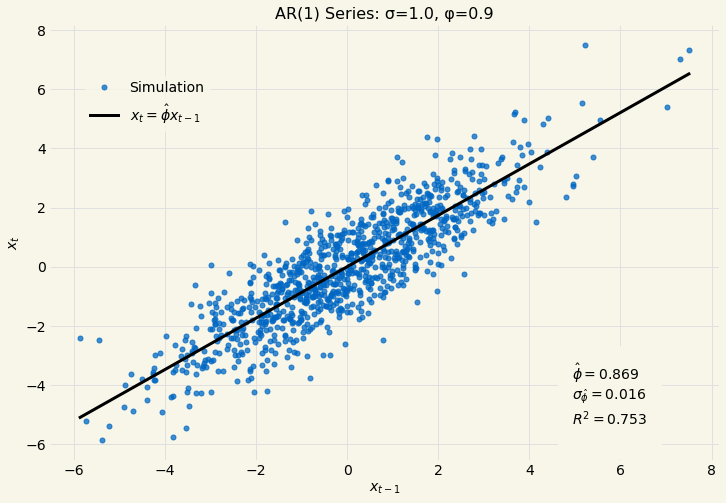 AR(1) Series: σ=1.0, φ=0.9
8
6
4
2
0
−2
−4
−6
x_t
Simulation
x_t = ϕ̂x_{t−1}
ϕ̂ = 0.869
σ_ϕ̂ = 0.016
R² = 0.753
−6 −4 −2 0 2 4 6 8
x_{t−1}